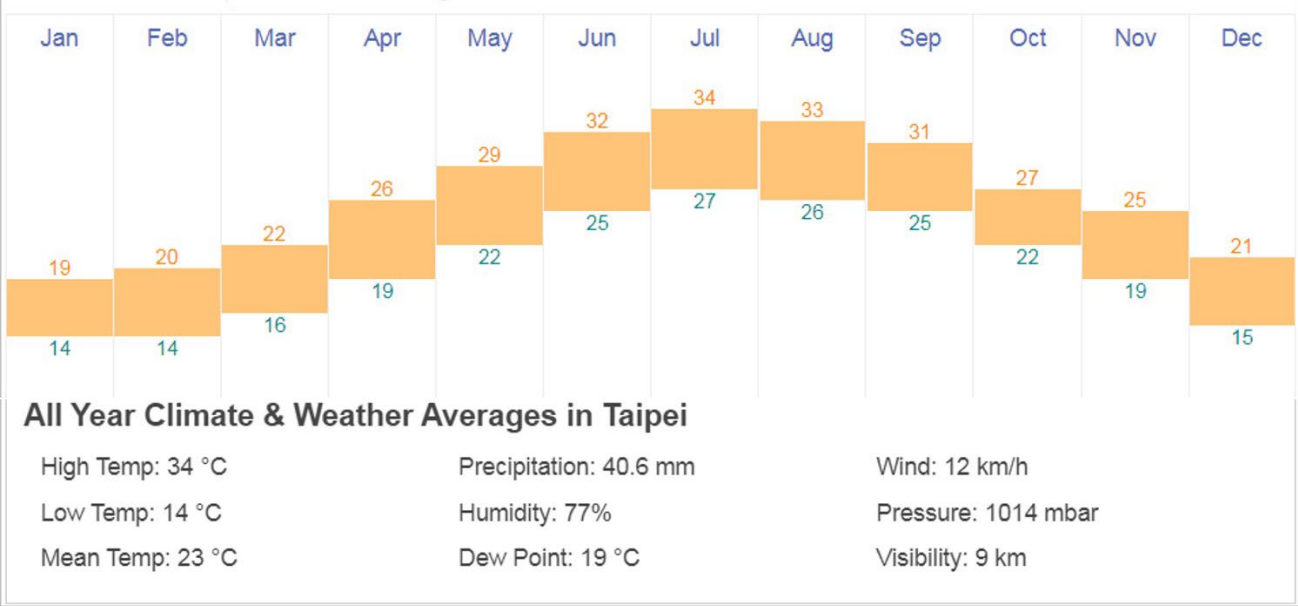 Jan Feb Mar Apr May Jun Jul Aug Sep Oct Nov Dec
19 20 22 26 29 32 34 33 31 27 25 21
14 14 16 19 22 25 27 26 25 22 19 15
All Year Climate & Weather Averages in Taipei
High Temp: 34 °C Precipitation: 40.6 mm Wind: 12 km/h
Low Temp: 14 °C Humidity: 77% Pressure: 1014 mbar
Mean Temp: 23 °C Dew Point: 19 °C Visibility: 9 km